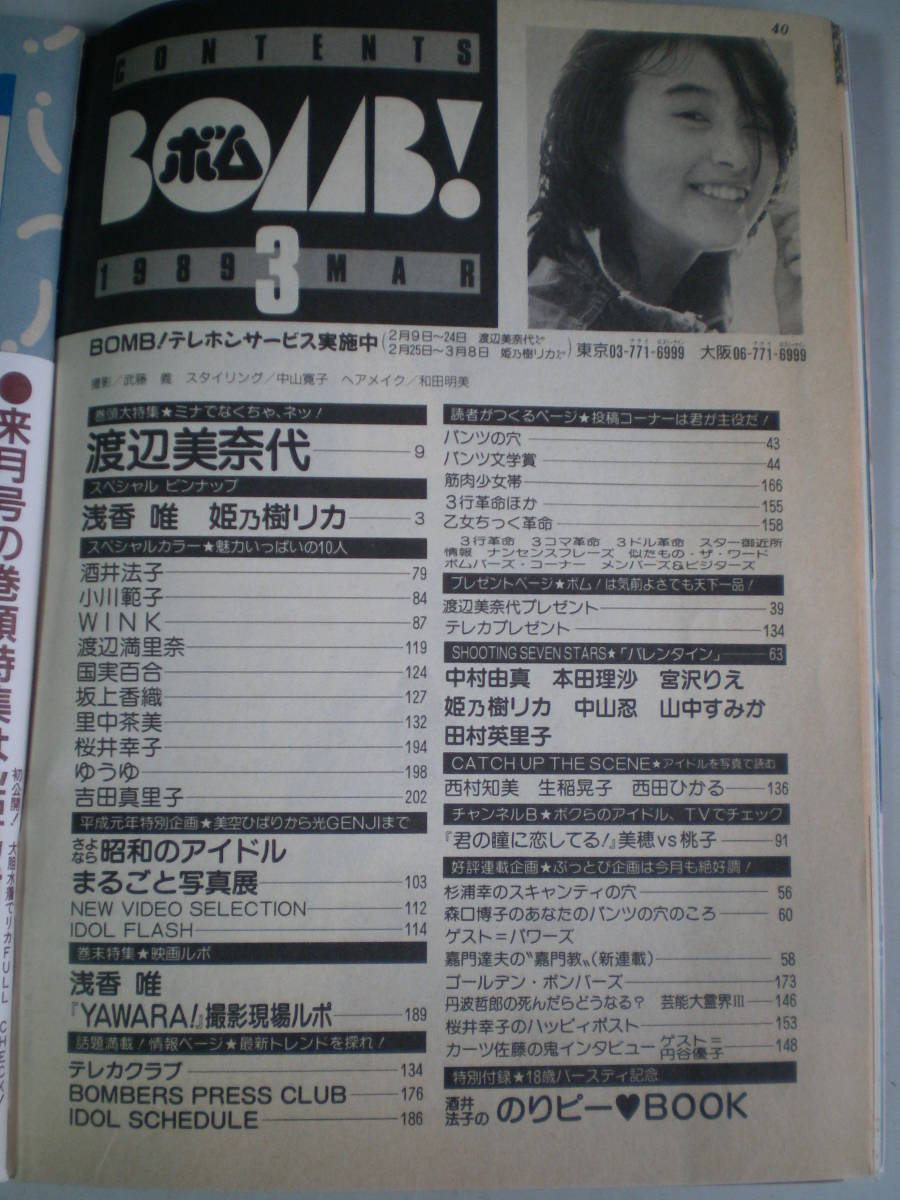 40
CONTENTS
BOMB!
ボム
1989 3 MAR
BOMB!テレホンサービス実施中(2月9日〜24日 渡辺美奈代
2月25日〜3月8日 姫乃樹リカ)東京03-771-6999 大阪06-771-6999
撮影/武藤 義 スタイリング/中山寛子 ヘアメイク/和田明美
巻頭大特集★ミナでなくちゃ、ネッ!
渡辺美奈代 9
スペシャル ピンナップ
浅香 唯 姫乃樹リカ 3
スペシャルカラー★魅力いっぱいの10人
酒井法子 79
小川範子 84
WINK 87
渡辺満里奈 119
国実百合 124
坂上香織 127
里中茶美 132
桜井幸子 194
ゆうゆ 198
吉田真里子 202
平成元年特別企画★美空ひばりから光GENJIまで
さよなら昭和のアイドル
まるごと写真展 103
NEW VIDEO SELECTION 112
IDOL FLASH 114
巻末特集★映画ルポ
浅香 唯
『YAWARA!』撮影現場ルポ 189
話題満載!情報ページ★最新トレンドを探れ!
テレカクラブ 134
BOMBERS PRESS CLUB 176
IDOL SCHEDULE 186
読者がつくるページ★投稿コーナーは君が主役だ!
パンツの穴 43
パンツ文学賞 44
筋肉少女帯 166
3行革命ほか 155
乙女ちっく革命 158
3行革命 3コマ革命 3ドル革命 スター御近所
情報 ナンセンスフレーズ 似たもの・ザ・ワード
ボムバーズ・コーナー メンバーズ&ビジターズ
プレゼントページ★ボム!は気前よさでも天下一品!
渡辺美奈代プレゼント 39
テレカプレゼント 134
SHOOTING SEVEN STARS★「バレンタイン」 63
中村由真 本田理沙 宮沢りえ
姫乃樹リカ 中山忍 山中すみか
田村英里子
CATCH UP THE SCENE★アイドルを写真で読む
西村知美 生稲晃子 西田ひかる 136
チャンネルB★ボクらのアイドル、TVでチェック
『君の瞳に恋してる!』美穂vs桃子 91
好評連載企画★ぶっとび企画は今月も絶好調!
杉浦幸のスキャンティの穴 56
森口博子のあなたのパンツの穴のころ 60
ゲスト=パワーズ
嘉門達夫の"嘉門教"(新連載) 58
ゴールデン・ボンバーズ 173
丹波哲郎の死んだらどうなる? 芸能大霊界III 146
桜井幸子のハッピィポスト 153
カーツ佐藤の鬼インタビュー ゲスト=円谷優子 148
特別付録★18歳バースディ記念
酒井法子の のりピー♥BOOK
●来月号の巻頭特集は
初公開! 大胆水着でリカFULL CHECK!